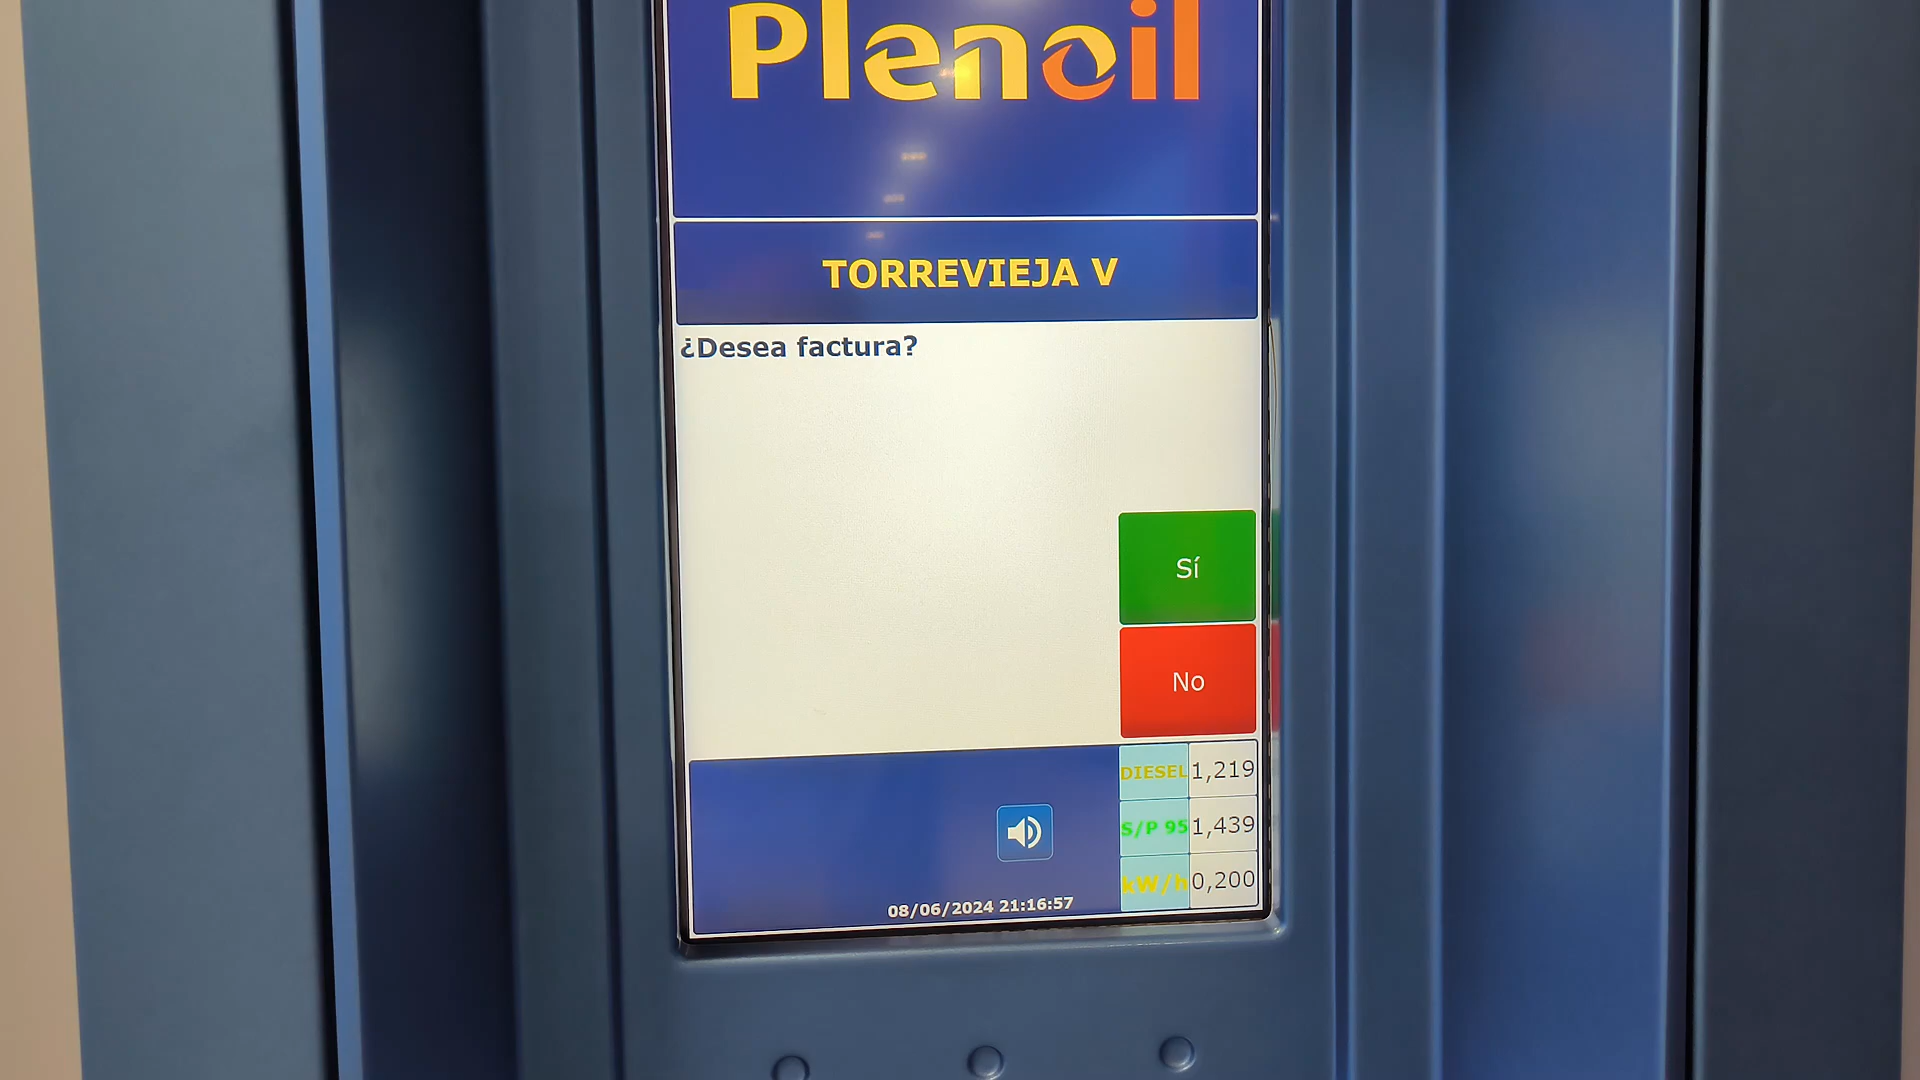 Plenoil
TORREVIEJA V
¿Desea factura?
Sí
No
DIESEL 1,219
S/P 95 1,439
kW/h 0,200
08/06/2024 21:16:57